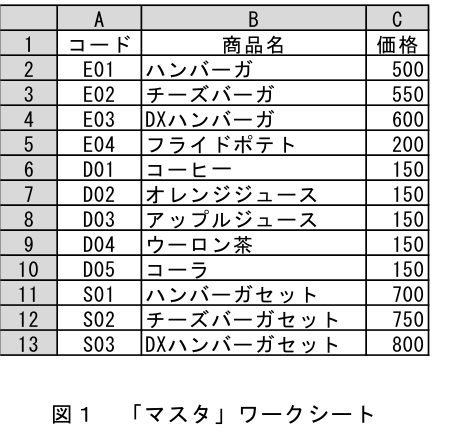 A B C
1 コード 商品名 価格
2 E01 ハンバーガ 500
3 E02 チーズバーガ 550
4 E03 DXハンバーガ 600
5 E04 フライドポテト 200
6 D01 コーヒー 150
7 D02 オレンジジュース 150
8 D03 アップルジュース 150
9 D04 ウーロン茶 150
10 D05 コーラ 150
11 S01 ハンバーガセット 700
12 S02 チーズバーガセット 750
13 S03 DXハンバーガセット 800
図1 「マスタ」ワークシート